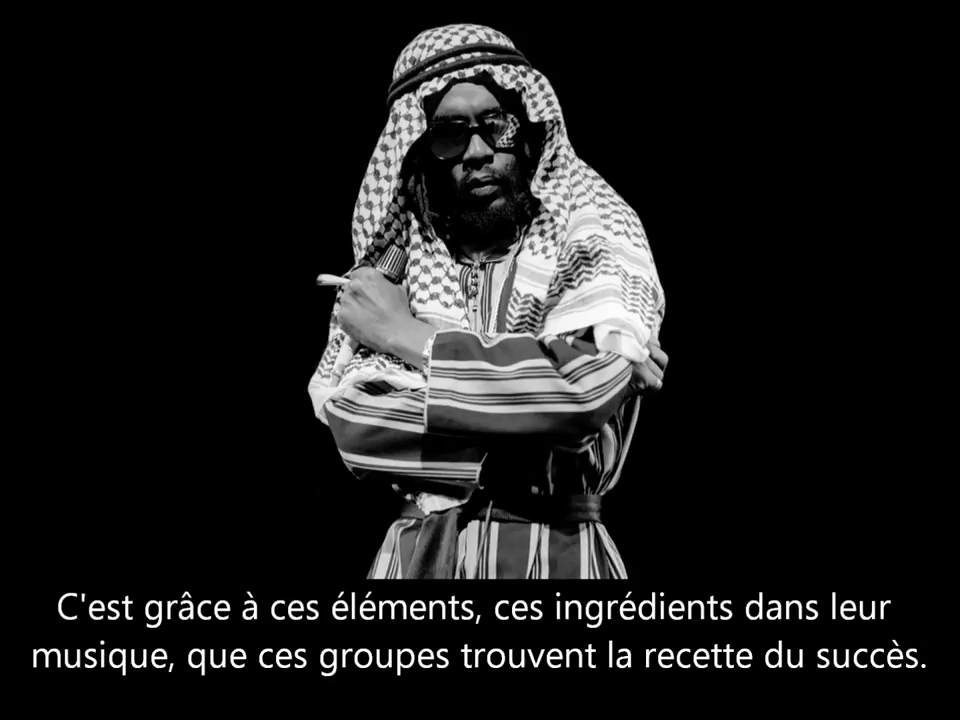 C'est grâce à ces éléments, ces ingrédients dans leur
musique, que ces groupes trouvent la recette du succès.